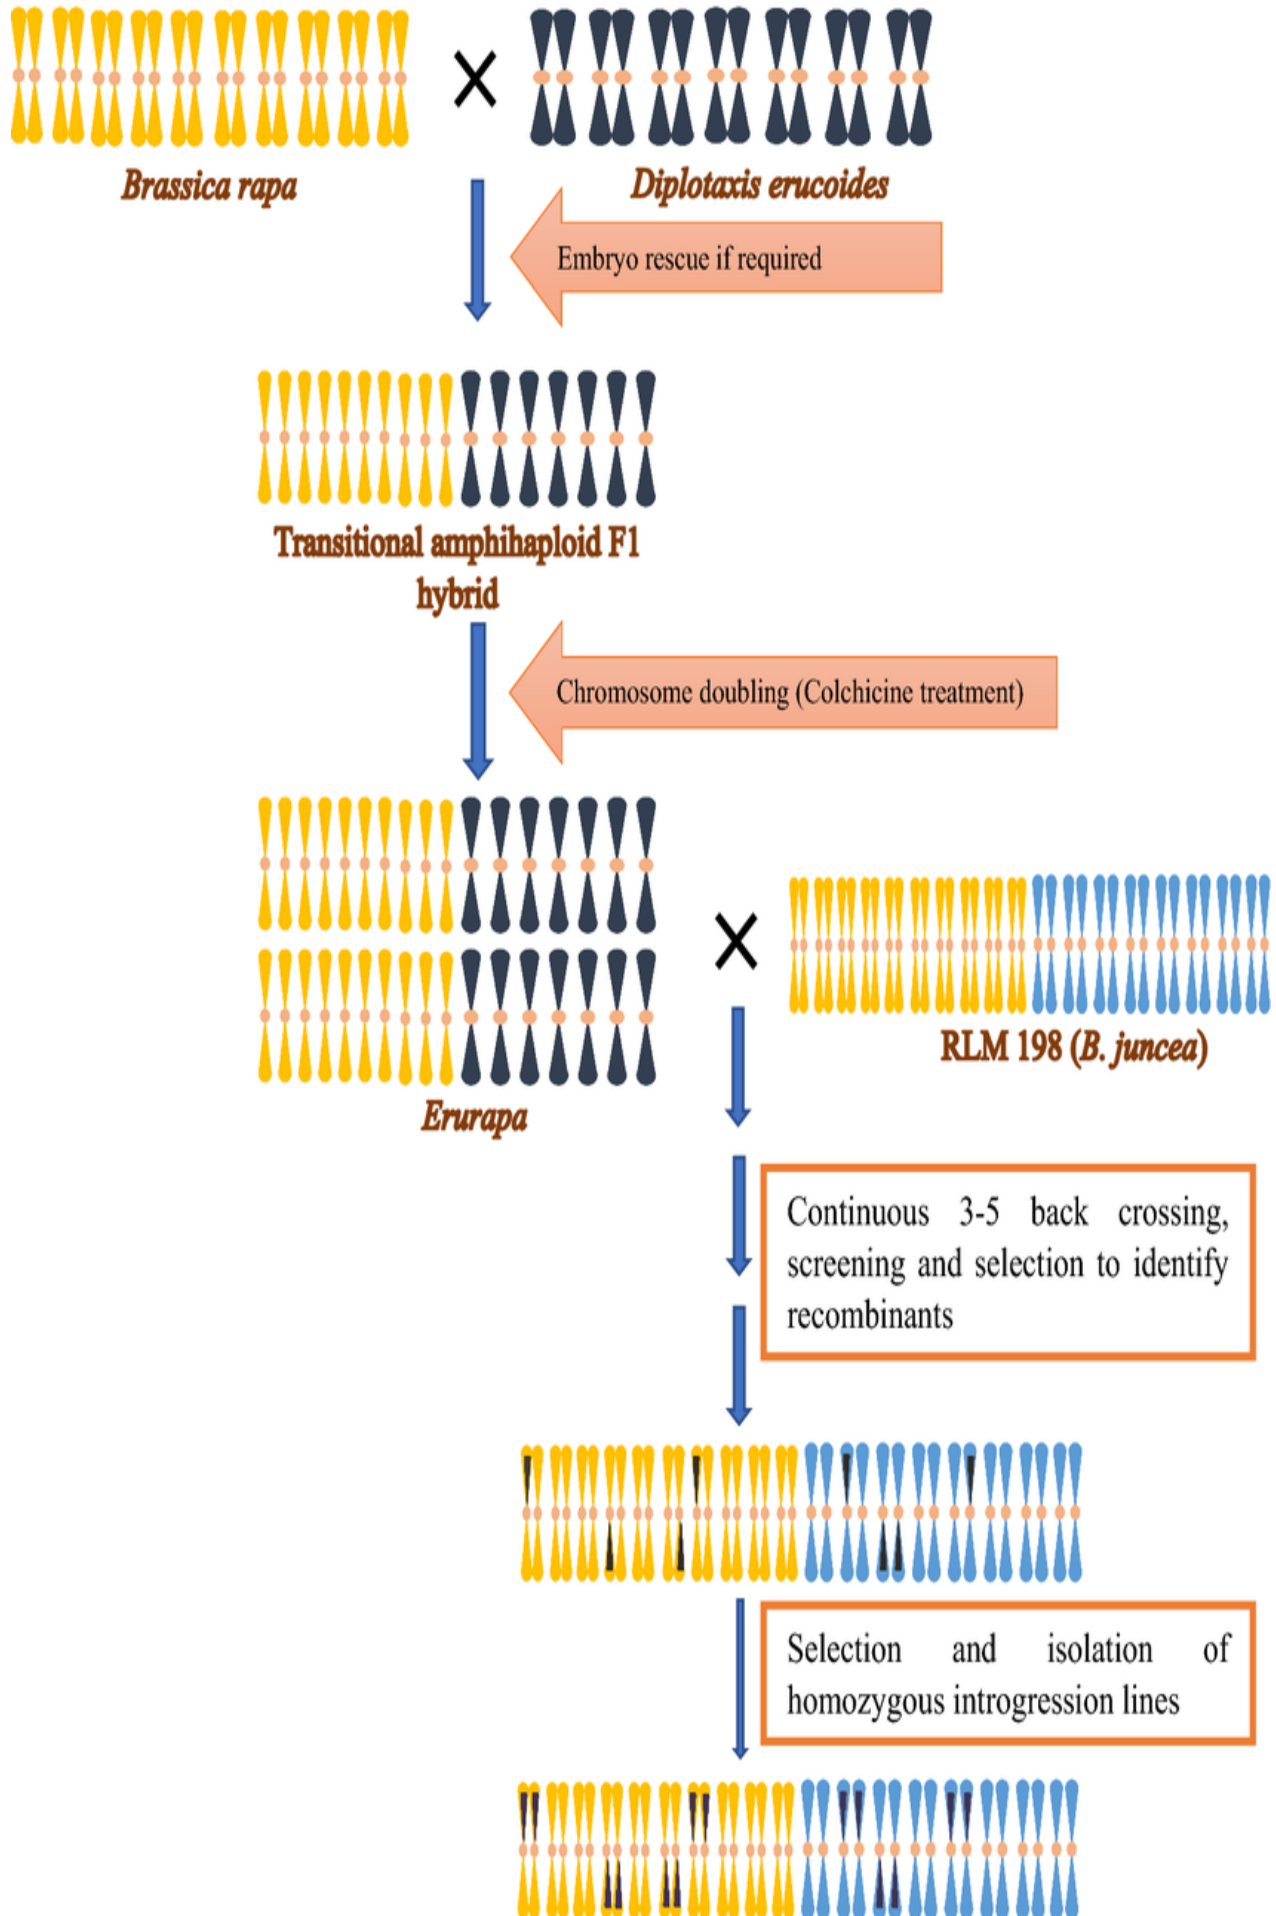 Brassica rapa
Diplotaxis erucoides
Embryo rescue if required
Transitional amphihaploid F1
hybrid
Chromosome doubling (Colchicine treatment)
RLM 198 (B. juncea)
Erurapa
Continuous 3-5 back crossing,
screening and selection to identify
recombinants
Selection and isolation of
homozygous introgression lines